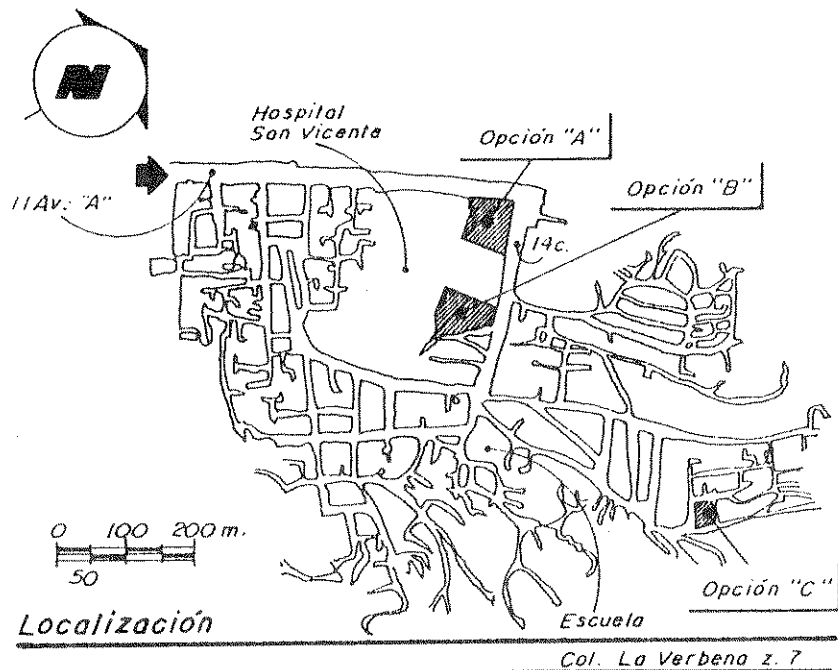 N
Hospital
San Vicente
Opción "A"
Opción "B"
11 Av. "A"
14c.
0 100 200 m.
50
Opción "C"
Escuela
Localización
Col. La Verbena z. 7